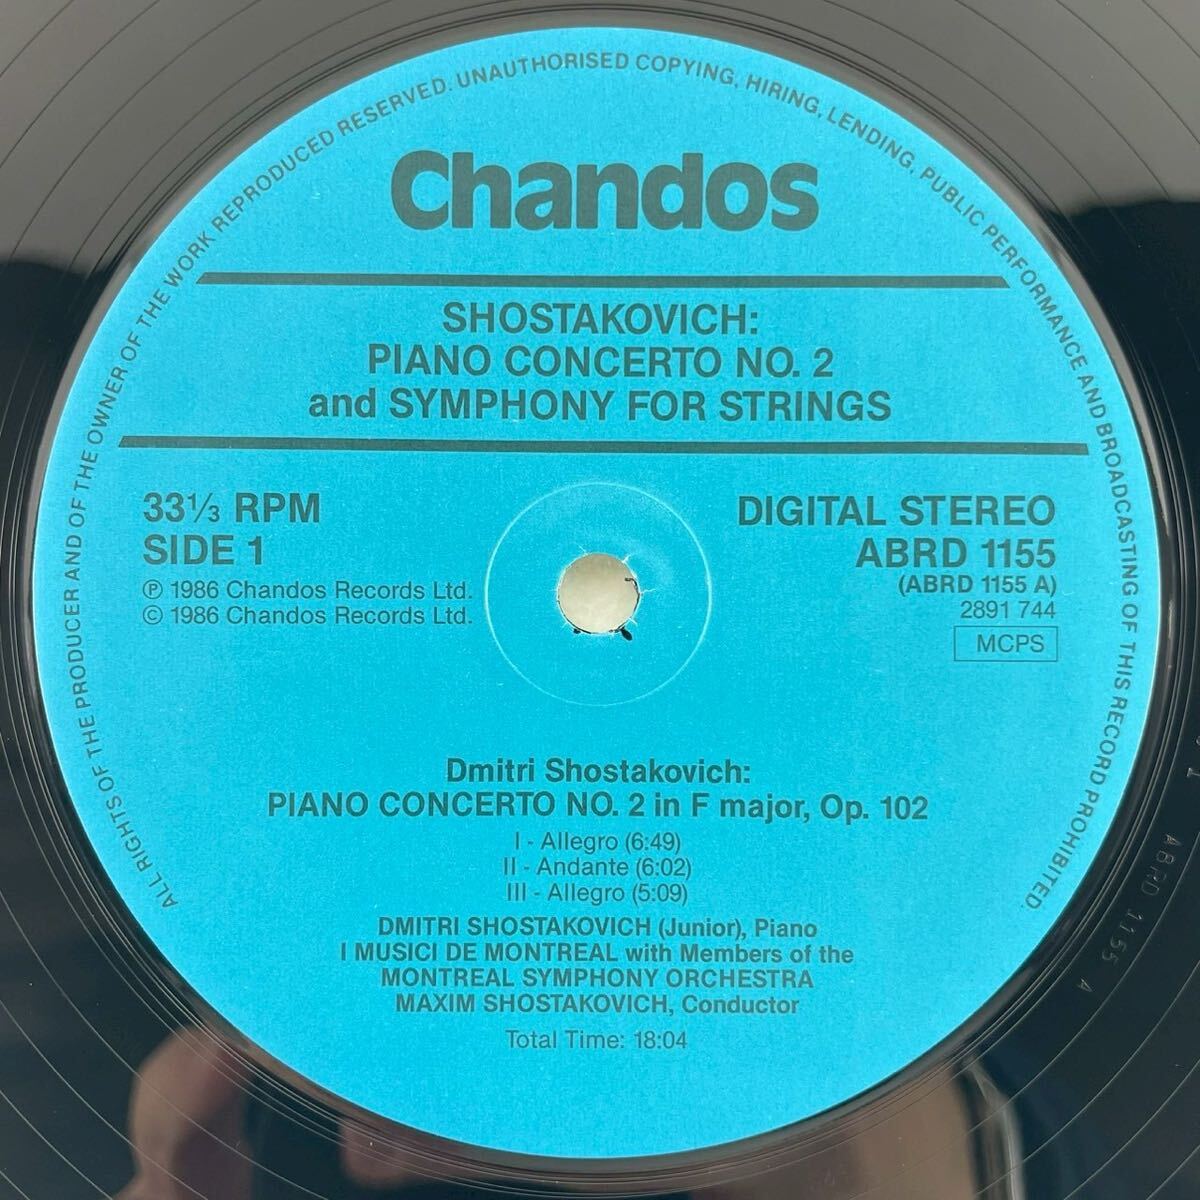 ALL RIGHTS OF THE PRODUCER AND OF THE OWNER OF THE WORK REPRODUCED RESERVED. UNAUTHORISED COPYING, HIRING, LENDING, PUBLIC PERFORMANCE AND BROADCASTING OF THIS RECORD PROHIBITED.
Chandos
SHOSTAKOVICH:
PIANO CONCERTO NO. 2
and SYMPHONY FOR STRINGS
33⅓ RPM
SIDE 1
℗ 1986 Chandos Records Ltd.
© 1986 Chandos Records Ltd.
DIGITAL STEREO
ABRD 1155
(ABRD 1155 A)
2891 744
MCPS
Dmitri Shostakovich:
PIANO CONCERTO NO. 2 in F major, Op. 102
I - Allegro (6:49)
II - Andante (6:02)
III - Allegro (5:09)
DMITRI SHOSTAKOVICH (Junior), Piano
I MUSICI DE MONTREAL with Members of the
MONTREAL SYMPHONY ORCHESTRA
MAXIM SHOSTAKOVICH, Conductor
Total Time: 18:04
ABRD 1155 A